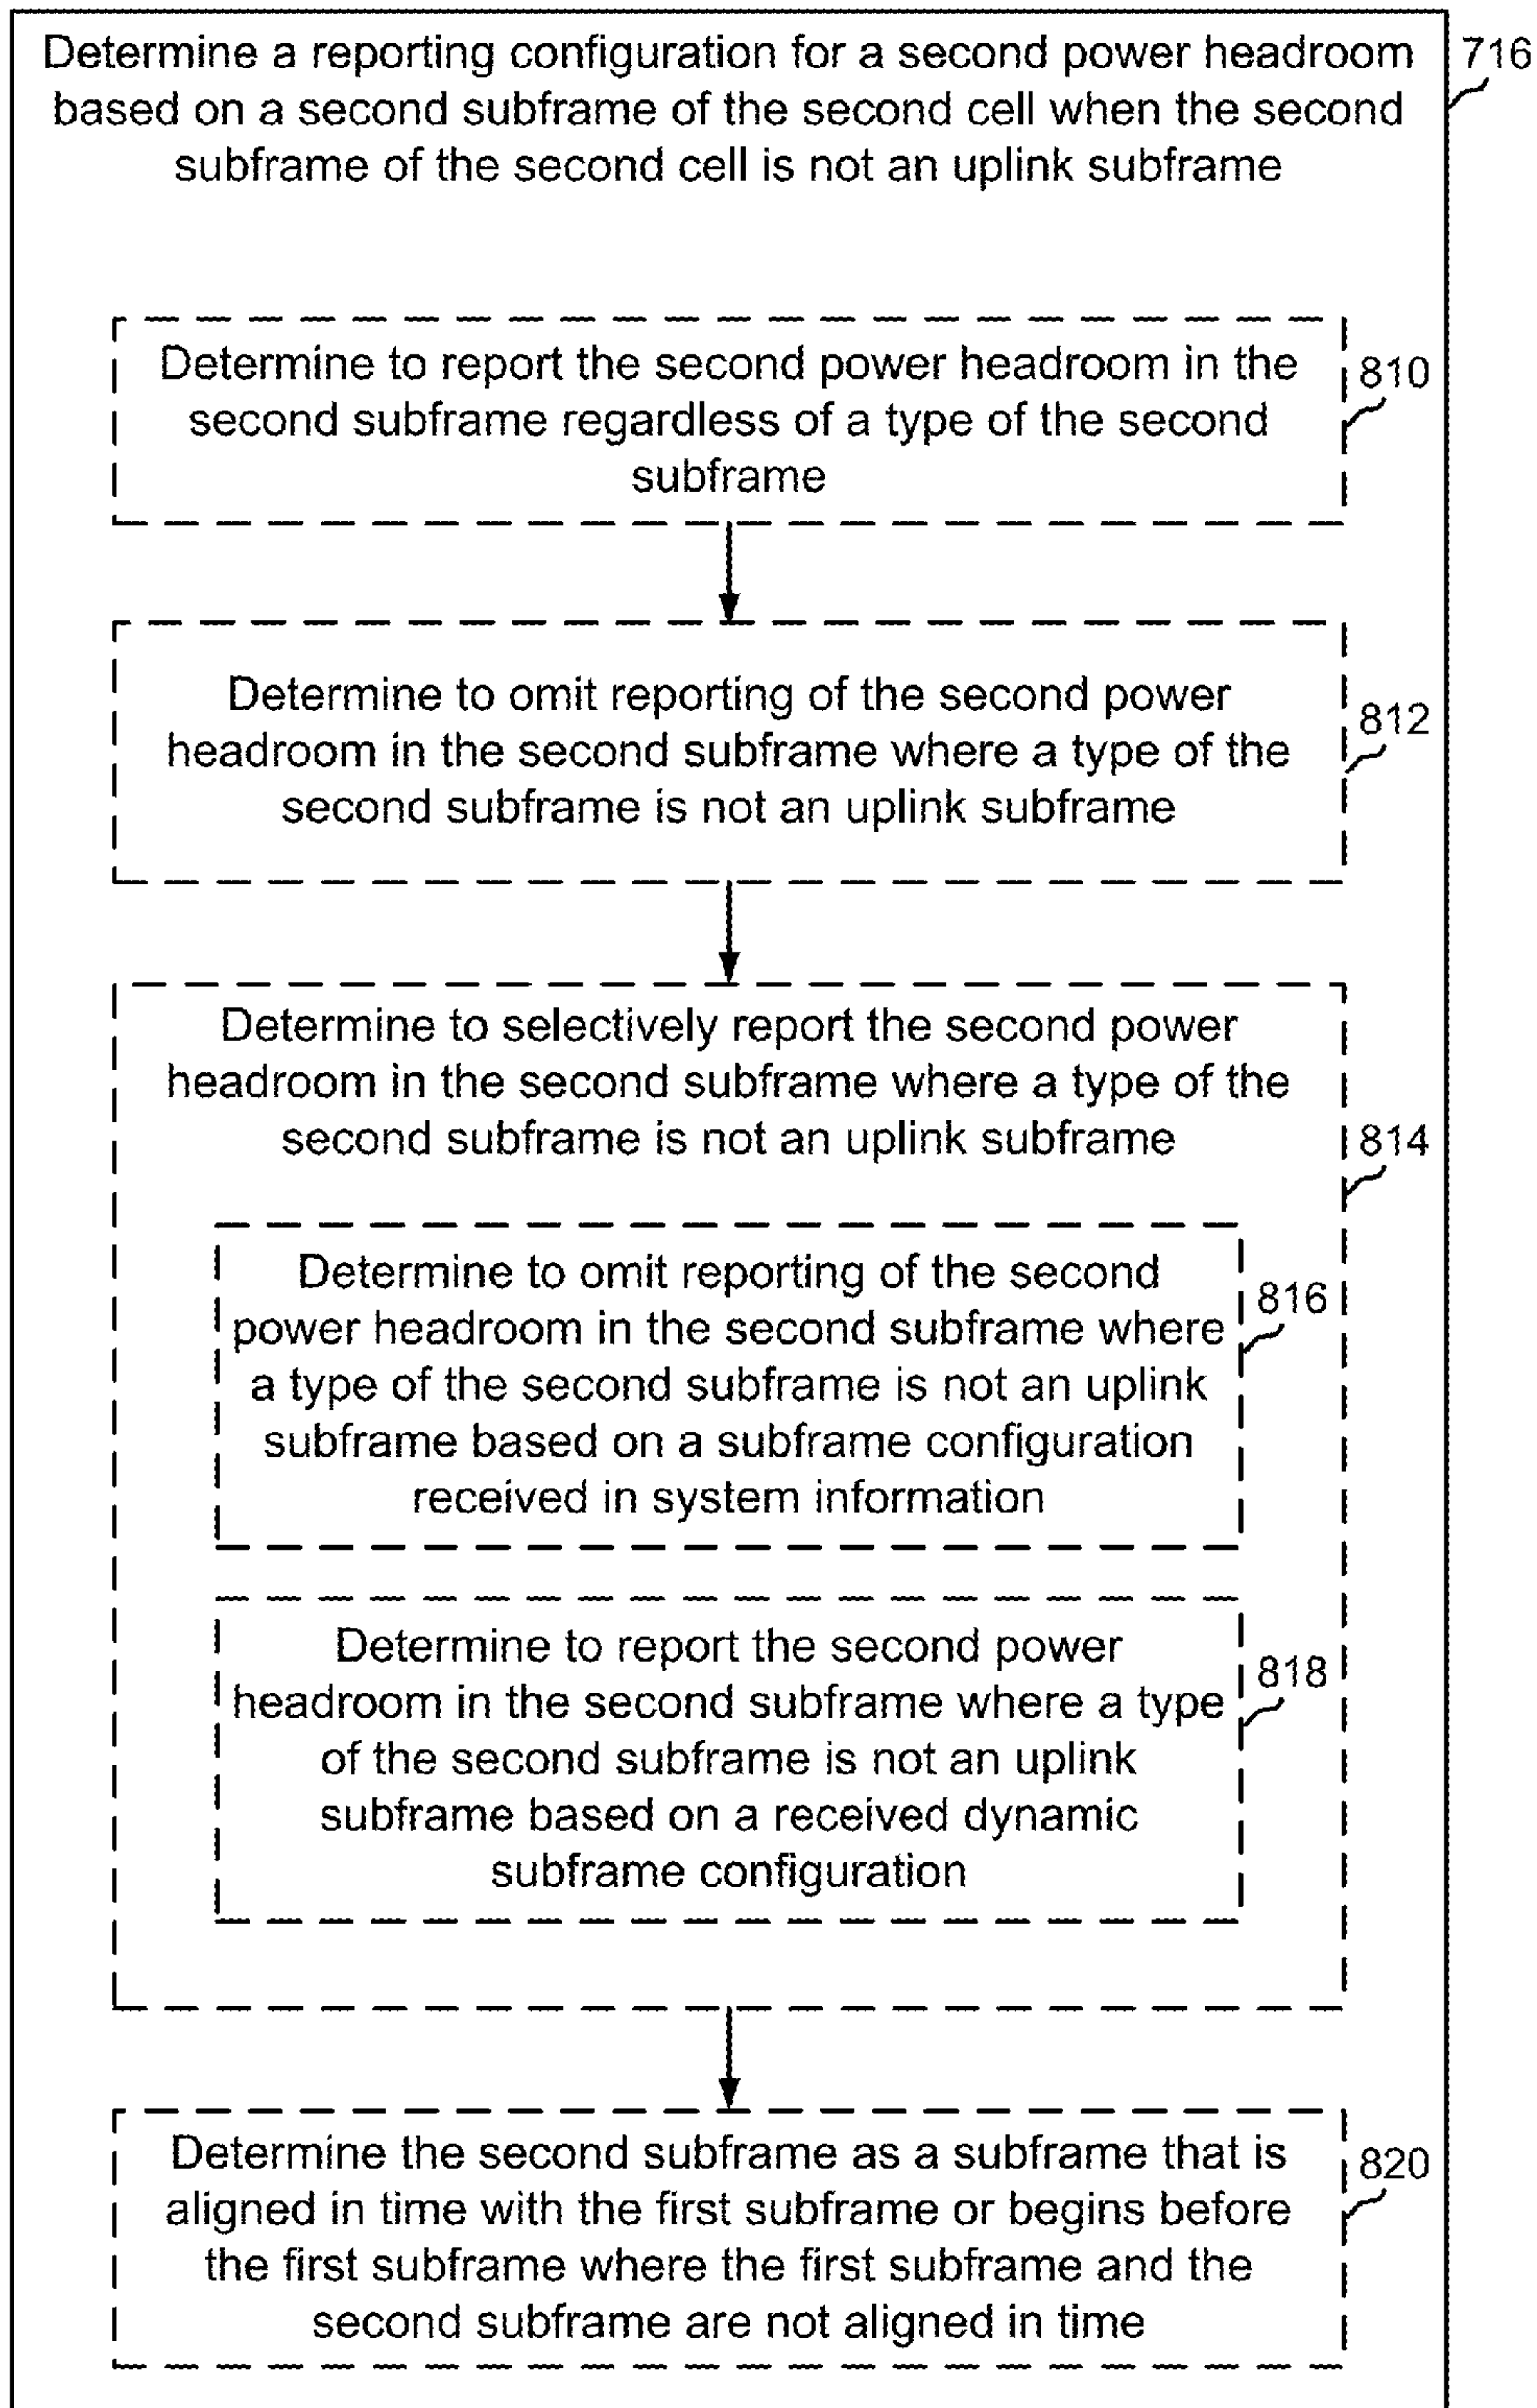 Determine a reporting configuration for a second power headroom
based on a second subframe of the second cell when the second
subframe of the second cell is not an uplink subframe
716
Determine to report the second power headroom in the
second subframe regardless of a type of the second
subframe
810
Determine to omit reporting of the second power
headroom in the second subframe where a type of the
second subframe is not an uplink subframe
812
Determine to selectively report the second power
headroom in the second subframe where a type of the
second subframe is not an uplink subframe
814
Determine to omit reporting of the second
power headroom in the second subframe where
a type of the second subframe is not an uplink
subframe based on a subframe configuration
received in system information
816
Determine to report the second power
headroom in the second subframe where a type
of the second subframe is not an uplink
subframe based on a received dynamic
subframe configuration
818
Determine the second subframe as a subframe that is
aligned in time with the first subframe or begins before
the first subframe where the first subframe and the
second subframe are not aligned in time
820